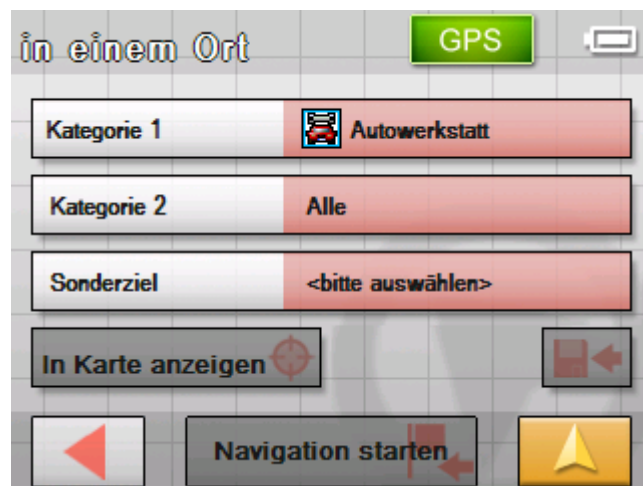 in einem Ort GPS
Kategorie 1 Autowerkstatt
Kategorie 2 Alle
Sonderziel <bitte auswählen>
In Karte anzeigen
Navigation starten